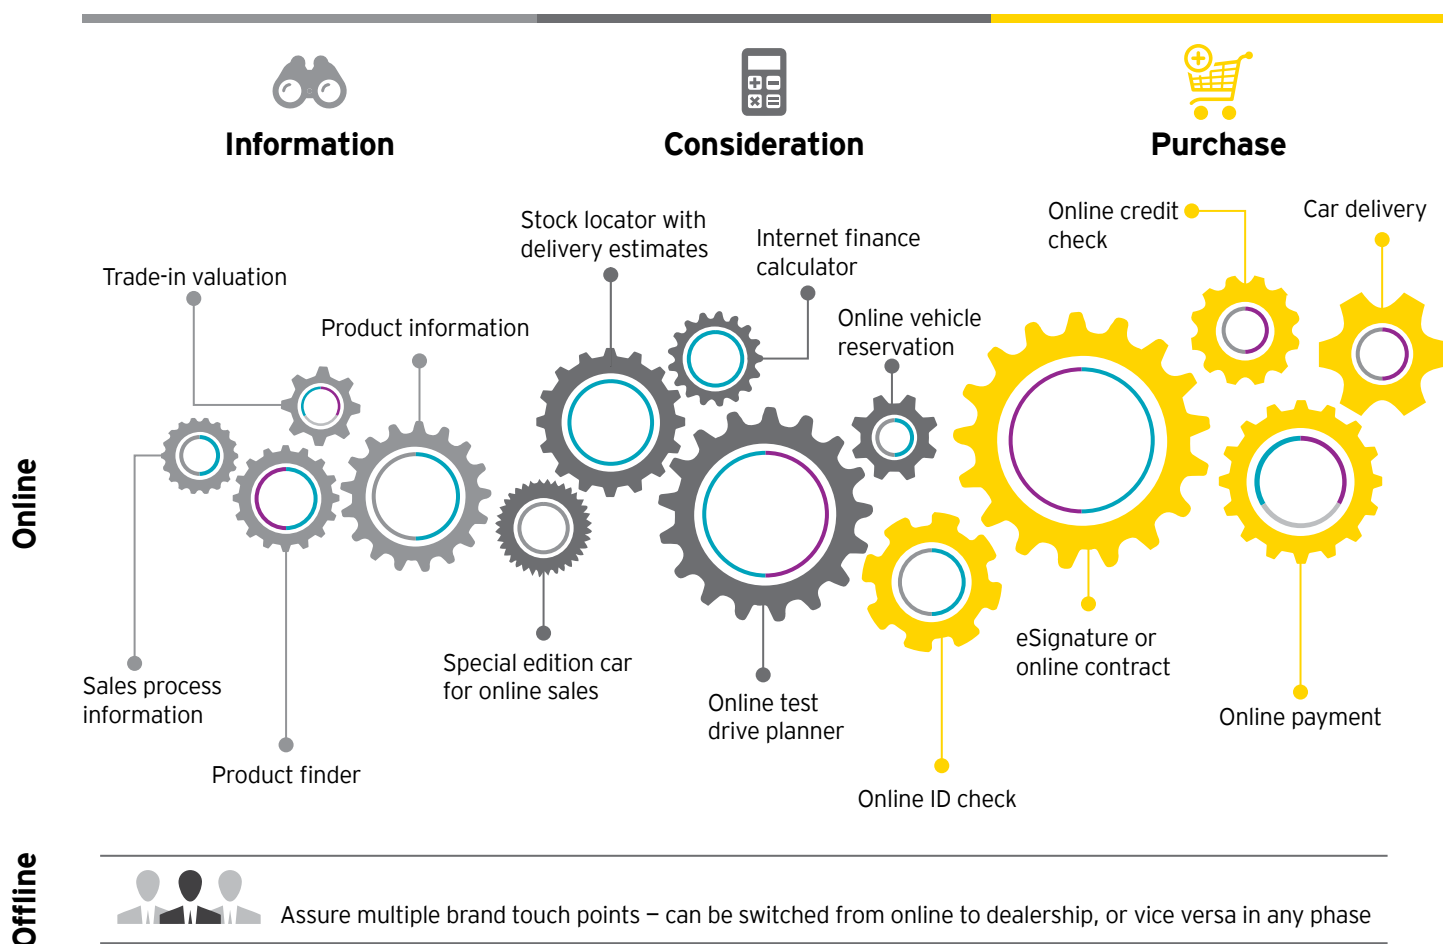 Information
Consideration
Purchase
Online
Trade-in valuation
Product information
Sales process
information
Product finder
Stock locator with
delivery estimates
Internet finance
calculator
Online vehicle
reservation
Special edition car
for online sales
Online test
drive planner
Online credit
check
Car delivery
eSignature or
online contract
Online payment
Online ID check
Offline
Assure multiple brand touch points – can be switched from online to dealership, or vice versa in any phase